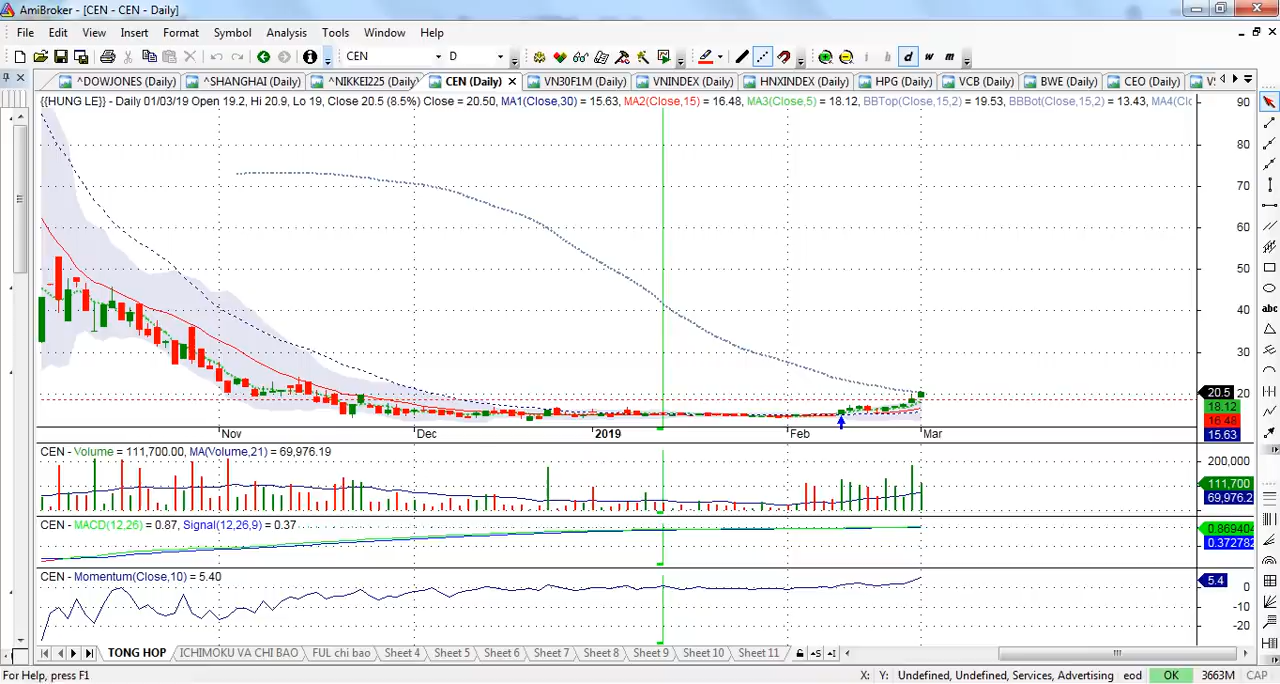 AmiBroker - [CEN - CEN - Daily]
File Edit View Insert Format Symbol Analysis Tools Window Help
CEN D d w m
^DOWJONES (Daily) ^SHANGHAI (Daily) ^NIKKEI225 (Daily) CEN (Daily) VN30F1M (Daily) VNINDEX (Daily) HNXINDEX (Daily) HPG (Daily) VCB (Daily) BWE (Daily) CEO (Daily)
{{HUNG LE}} - Daily 01/03/19 Open 19.2, Hi 20.9, Lo 19, Close 20.5 (8.5%) Close = 20.50, MA1(Close,30) = 15.63, MA2(Close,15) = 16.48, MA3(Close,5) = 18.12, BBTop(Close,15,2) = 19.53, BBBot(Close,15,2) = 13.43, MA4(Clo
90
80
70
60
50
40
30
20
20.5
18.12
16.48
15.63
abc
Nov Dec 2019 Feb Mar
CEN - Volume = 111,700.00, MA(Volume,21) = 69,976.19
200,000
111,700
69,976.2
CEN - MACD(12,26) = 0.87, Signal(12,26,9) = 0.37
0.869404
0.372782
CEN - Momentum(Close,10) = 5.40
5.4
0
-10
-20
TONG HOP ICHIMOKU VA CHI BAO FUL chi bao Sheet 4 Sheet 5 Sheet 6 Sheet 7 Sheet 8 Sheet 9 Sheet 10 Sheet 11
For Help, press F1 X: Y: Undefined, Undefined, Services, Advertising eod OK 3663M CAP